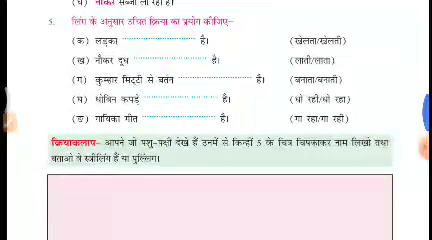 (घ) नौकर सब्जी ला रहा है।
5. लिंग के अनुसार उचित क्रिया का प्रयोग कीजिए–
(क) लड़का .................... है। (खेलता/खेलती)
(ख) नौकर दूध .................... है। (लाती/लाता)
(ग) कुम्हार मिट्टी से बर्तन .................... है। (बनाता/बनाती)
(घ) धोबिन कपड़े .................... है। (धो रही/धो रहा)
(ङ) गायिका गीत .................... है। (गा रहा/गा रही)
क्रियाकलाप– आपने जो पशु-पक्षी देखे हैं उनमें से किन्हीं 5 के चित्र चिपकाकर नाम लिखो तथा
बताओ वे स्त्रीलिंग हैं या पुल्लिंग।